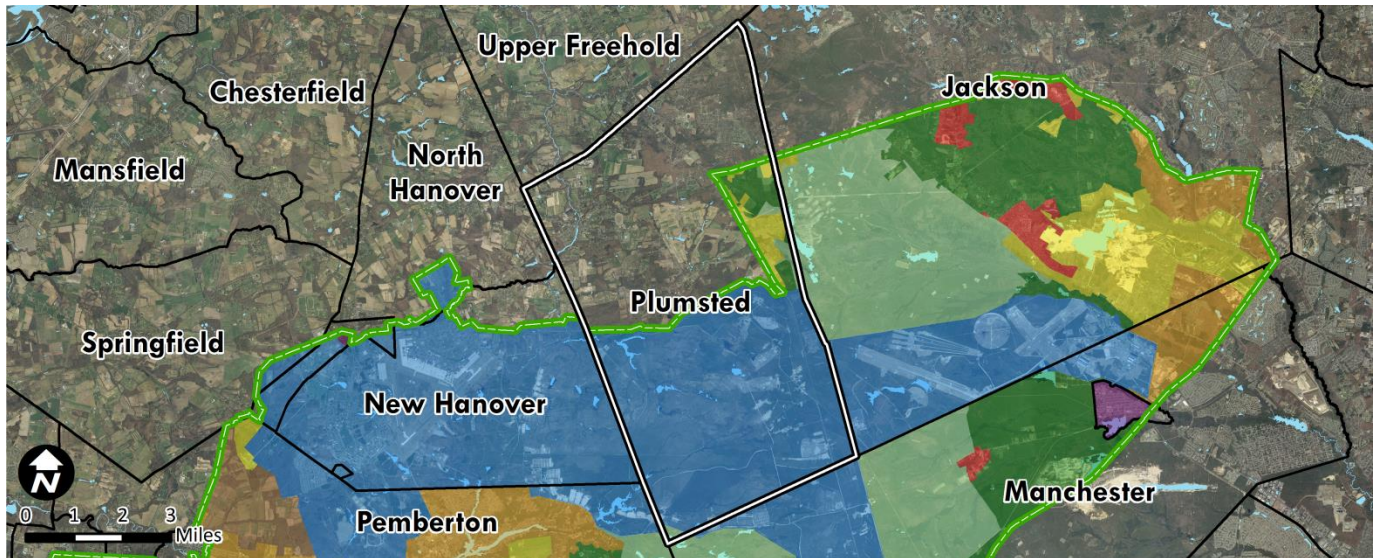 Upper Freehold
Chesterfield
Jackson
North
Hanover
Mansfield
Plumsted
Springfield
New Hanover
N
Manchester
Pemberton
0 1 2 3
Miles